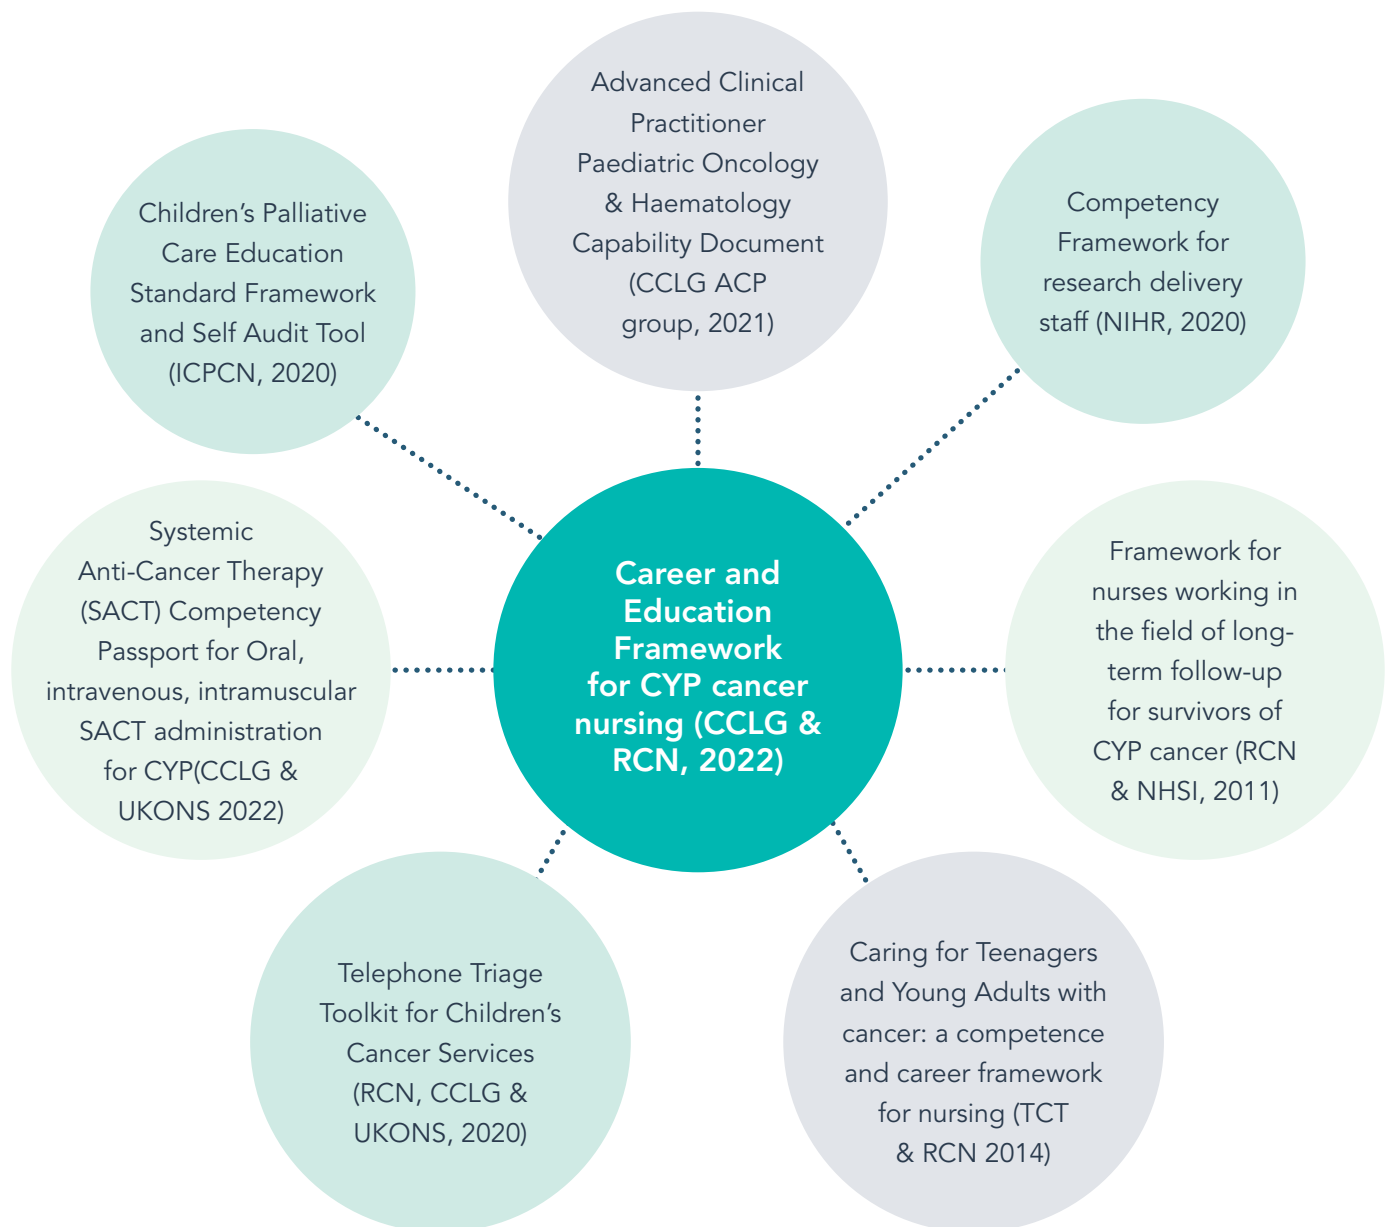 Advanced Clinical
Practitioner
Paediatric Oncology
& Haematology
Capability Document
(CCLG ACP
group, 2021)
Children’s Palliative
Care Education
Standard Framework
and Self Audit Tool
(ICPCN, 2020)
Competency
Framework for
research delivery
staff (NIHR, 2020)
Systemic
Anti-Cancer Therapy
(SACT) Competency
Passport for Oral,
intravenous, intramuscular
SACT administration
for CYP(CCLG &
UKONS 2022)
Career and
Education
Framework
for CYP cancer
nursing (CCLG &
RCN, 2022)
Framework for
nurses working in
the field of long-
term follow-up
for survivors of
CYP cancer (RCN
& NHSI, 2011)
Telephone Triage
Toolkit for Children’s
Cancer Services
(RCN, CCLG &
UKONS, 2020)
Caring for Teenagers
and Young Adults with
cancer: a competence
and career framework
for nursing (TCT
& RCN 2014)